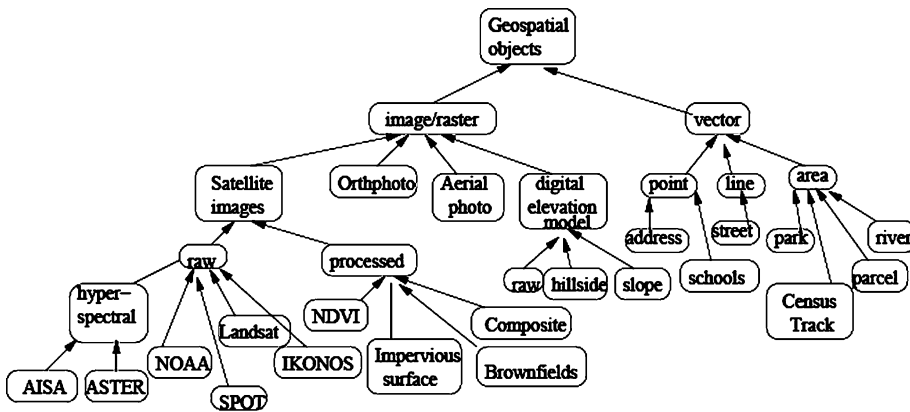 Geospatial
objects
image/raster
vector
Satellite
images
Orthphoto
Aerial
photo
digital
elevation
model
point
line
area
address
street
park
river
raw
processed
raw
hillside
slope
schools
parcel
hyper-
spectral
NDVI
Composite
Census
Track
Landsat
NOAA
IKONOS
Impervious
surface
Brownfields
AISA
ASTER
SPOT